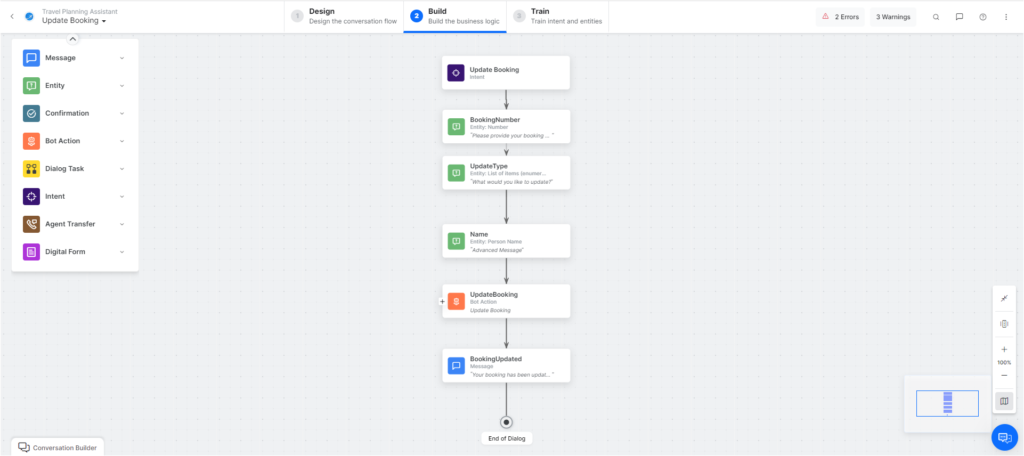 Travel Planning Assistant
Update Booking
1 Design
Design the conversation flow
2 Build
Build the business logic
3 Train
Train intent and entities
2 Errors
3 Warnings
Message
Entity
Confirmation
Bot Action
Dialog Task
Intent
Agent Transfer
Digital Form
Update Booking
Intent
BookingNumber
Entity: Number
"Please provide your booking ... "
UpdateType
Entity: List of items (enumer...
"What would you like to update?"
Name
Entity: Person Name
"Advanced Message"
UpdateBooking
Bot Action
Update Booking
BookingUpdated
Message
"Your booking has been updat... "
End of Dialog
100%
Conversation Builder